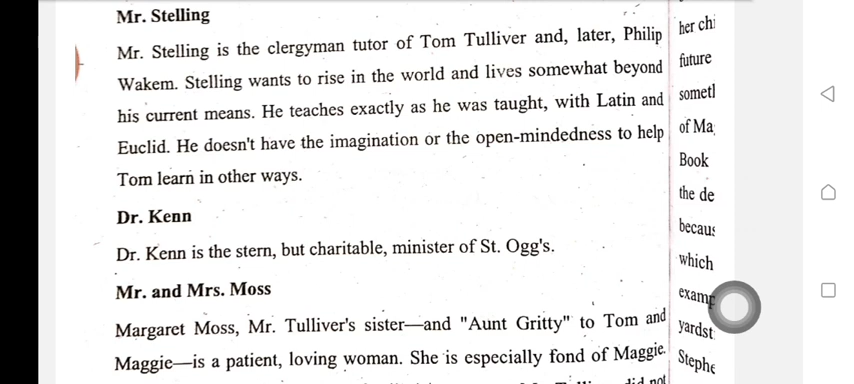 Mr. Stelling
Mr. Stelling is the clergyman tutor of Tom Tulliver and, later, Philip
Wakem. Stelling wants to rise in the world and lives somewhat beyond
his current means. He teaches exactly as he was taught, with Latin and
Euclid. He doesn't have the imagination or the open-mindedness to help
Tom learn in other ways.
Dr. Kenn
Dr. Kenn is the stern, but charitable, minister of St. Ogg's.
Mr. and Mrs. Moss
Margaret Moss, Mr. Tulliver's sister—and "Aunt Gritty" to Tom and
Maggie—is a patient, loving woman. She is especially fond of Maggie.
did not
her chi
future
of Ma
Book
the de
becaus
which
examp
yardst
Stephe